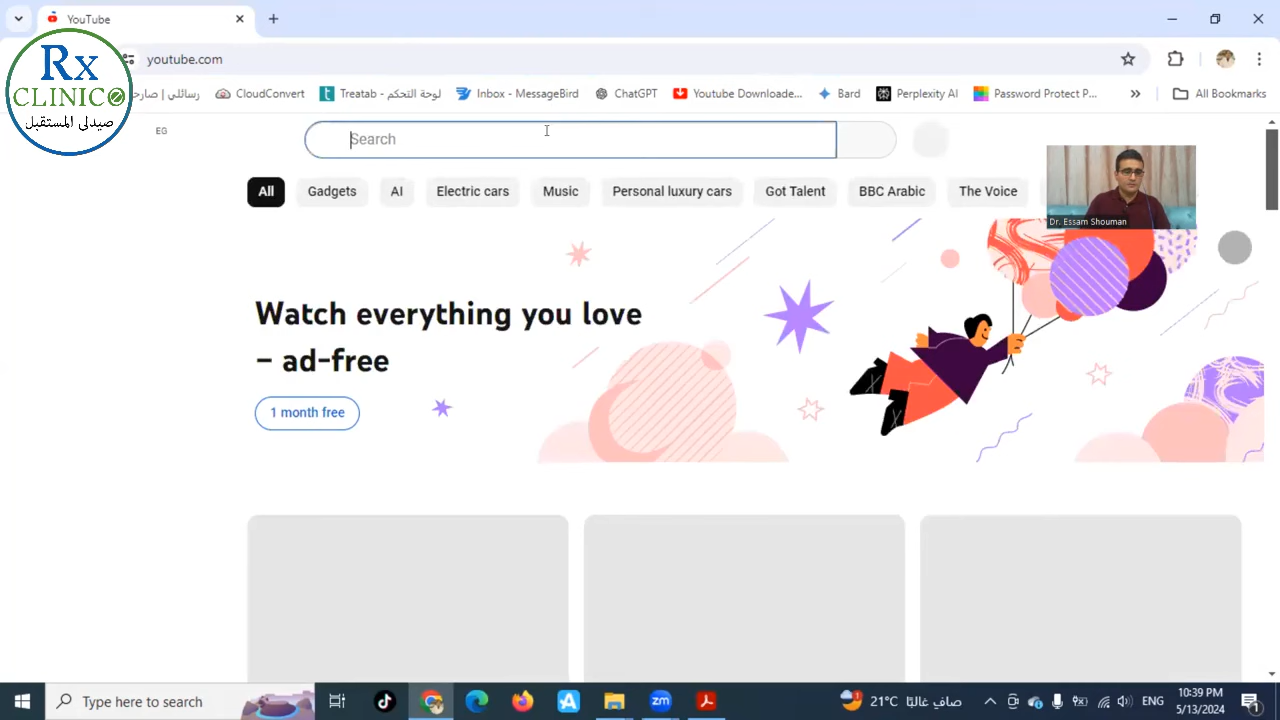 YouTube
youtube.com
Rx
CLINICO
صيدلي المستقبل
رسائلي | صارح
CloudConvert
Treatab - لوحة التحكم
Inbox - MessageBird
ChatGPT
Youtube Downloade...
Bard
Perplexity AI
Password Protect P...
All Bookmarks
EG
Search
All
Gadgets
AI
Electric cars
Music
Personal luxury cars
Got Talent
BBC Arabic
The Voice
Dr. Essam Shouman
Watch everything you love
– ad-free
1 month free
Type here to search
zm
21°C صاف غالبًا
ENG
10:39 PM
5/13/2024